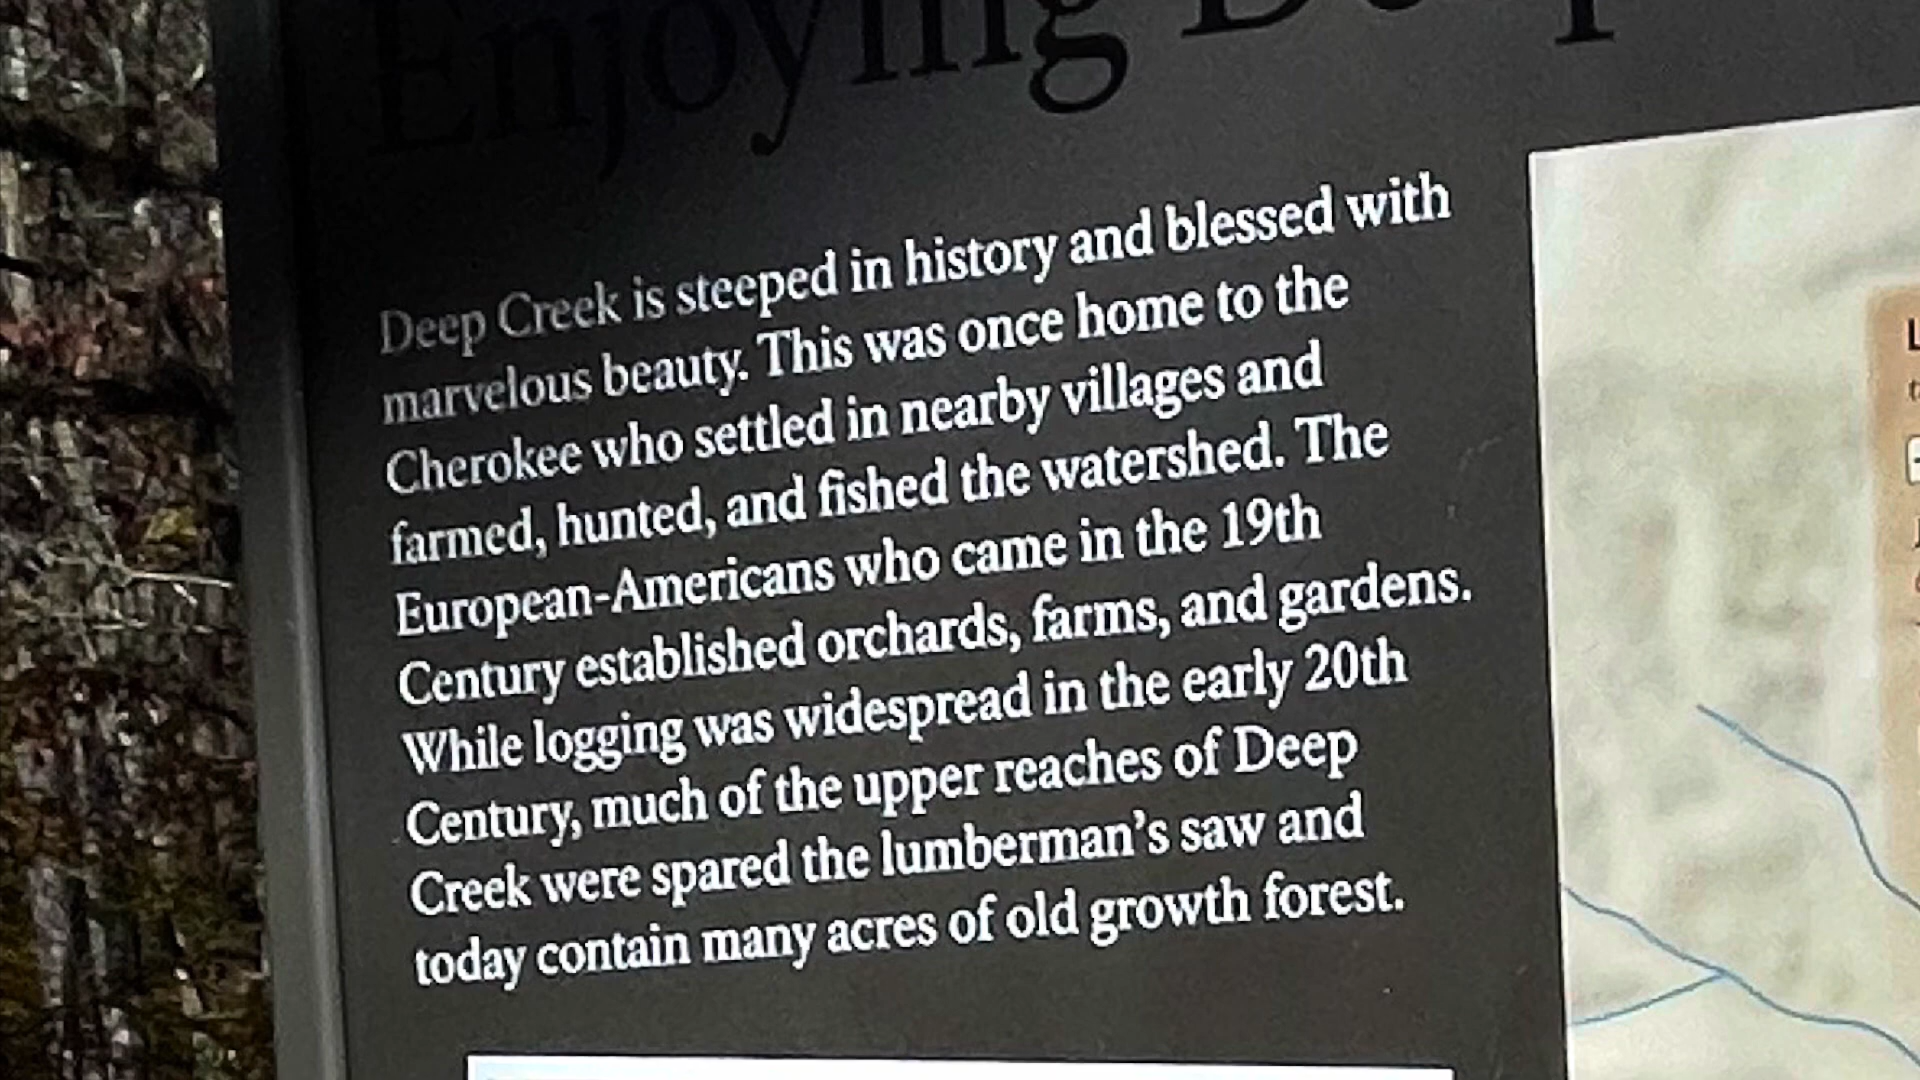 Enjoying Deep
Deep Creek is steeped in history and blessed with
marvelous beauty. This was once home to the
Cherokee who settled in nearby villages and
farmed, hunted, and fished the watershed. The
European-Americans who came in the 19th
Century established orchards, farms, and gardens.
While logging was widespread in the early 20th
Century, much of the upper reaches of Deep
Creek were spared the lumberman's saw and
today contain many acres of old growth forest.